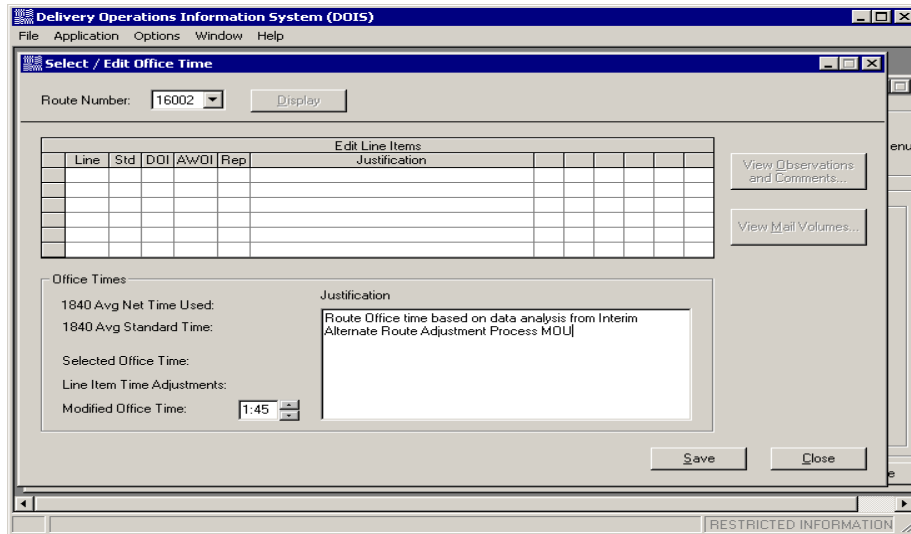 Delivery Operations Information System (DOIS)
File Application Options Window Help
Select / Edit Office Time
Route Number: 16002 Display
Edit Line Items
Line Std DOI AWOI Rep Justification
View Observations
and Comments...
View Mail Volumes...
Office Times
Justification
1840 Avg Net Time Used:
1840 Avg Standard Time:
Selected Office Time:
Line Item Time Adjustments:
Modified Office Time: 1:45
Route Office time based on data analysis from Interim
Alternate Route Adjustment Process MOU
Save Close
RESTRICTED INFORMATION